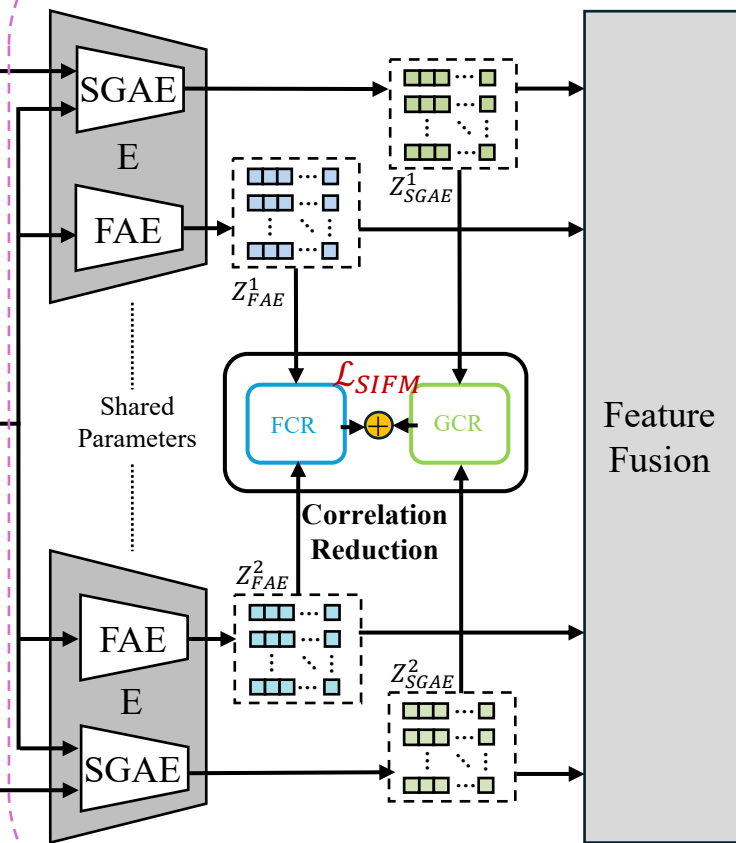 SGAE
E
FAE
Z^1_{SGAE}
Z^1_{FAE}
Shared
Parameters
ℒ_{SIFM}
FCR
GCR
Correlation
Reduction
Feature
Fusion
Z^2_{FAE}
FAE
E
SGAE
Z^2_{SGAE}